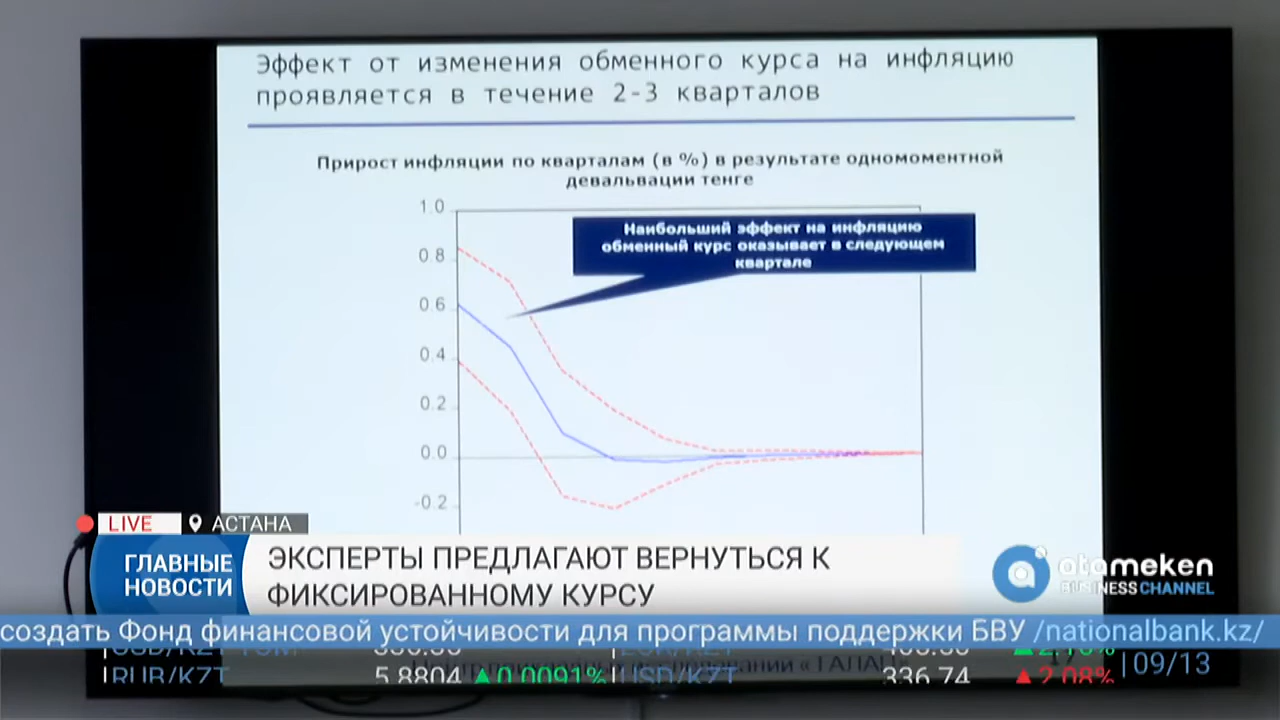 Эффект от изменения обменного курса на инфляцию
проявляется в течение 2-3 кварталов
Прирост инфляции по кварталам (в %) в результате одномоментной
девальвации тенге
1.0
Наибольший эффект на инфляцию
обменный курс оказывает в следующем
квартале
0.8
0.6
0.4
0.2
0.0
-0.2
LIVE
АСТАНА
ГЛАВНЫЕ
НОВОСТИ
ЭКСПЕРТЫ ПРЕДЛАГАЮТ ВЕРНУТЬСЯ К
ФИКСИРОВАННОМУ КУРСУ
atameken
BUSINESS CHANNEL
создать Фонд финансовой устойчивости для программы поддержки БВУ /nationalbank.kz/
RUB/KZT 5.8804 ▲0.0091% USD/KZT 336.74 ▲2.08%
09/13